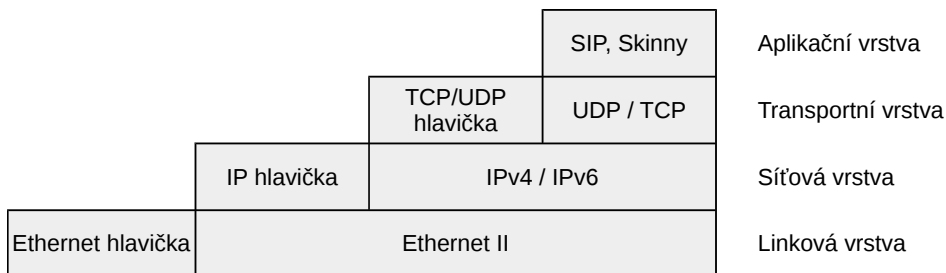 SIP, Skinny
Aplikační vrstva
TCP/UDP
hlavička
UDP / TCP
Transportní vrstva
IP hlavička
IPv4 / IPv6
Síťová vrstva
Ethernet hlavička
Ethernet II
Linková vrstva